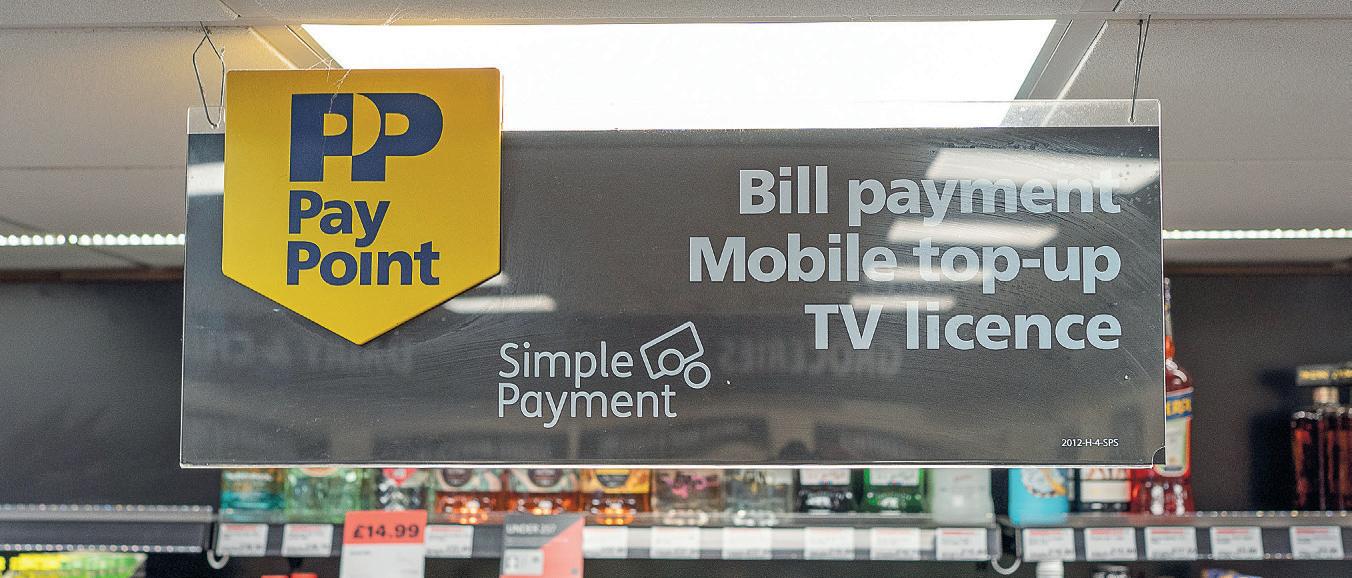 PP
Pay
Point
Bill payment
Mobile top-up
TV licence
Simple
Payment
2012-H-4-SPS
£14.99